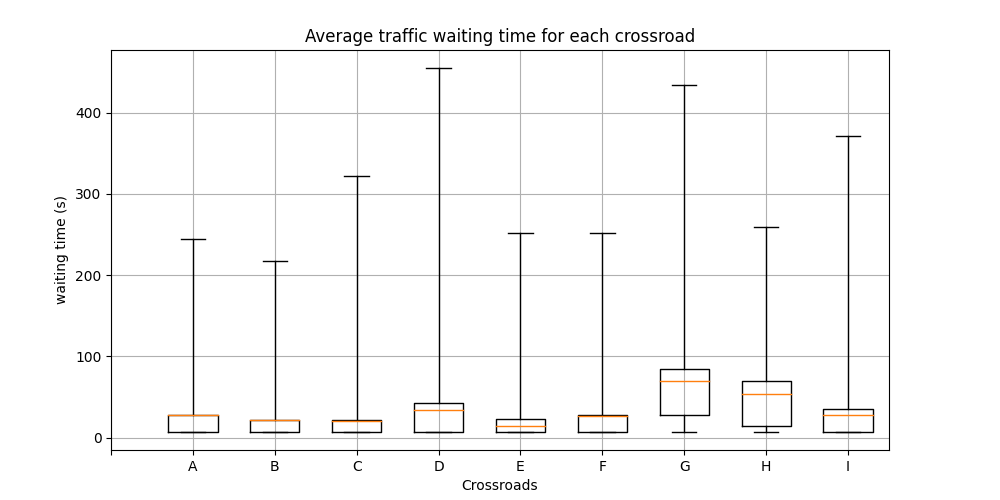 Average traffic waiting time for each crossroad
waiting time (s)
400
300
200
100
0
A B C D E F G H I
Crossroads